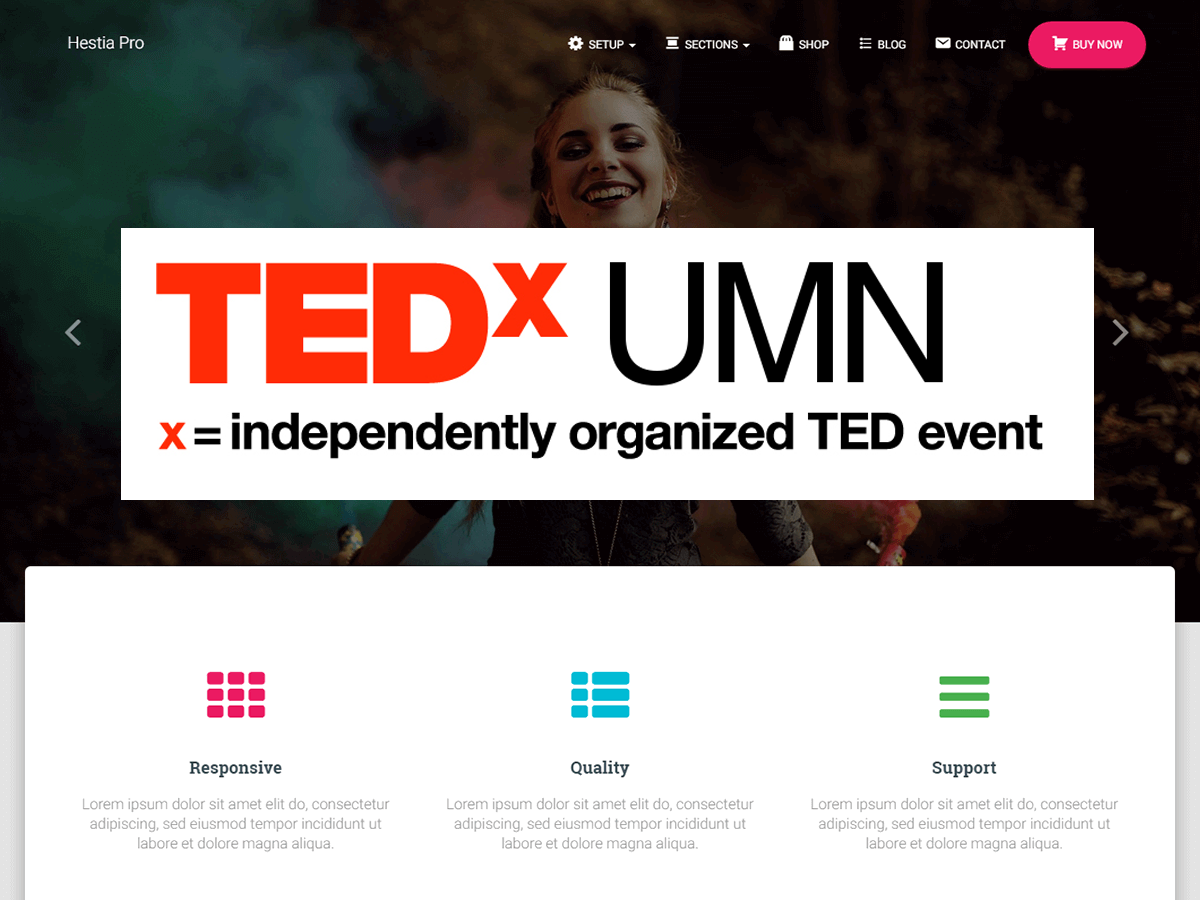 Hestia Pro
SETUP
SECTIONS
SHOP
BLOG
CONTACT
BUY NOW
TEDx UMN
x = independently organized TED event
Responsive
Lorem ipsum dolor sit amet elit do, consectetur
adipiscing, sed eiusmod tempor incididunt ut
labore et dolore magna aliqua.
Quality
Lorem ipsum dolor sit amet elit do, consectetur
adipiscing, sed eiusmod tempor incididunt ut
labore et dolore magna aliqua.
Support
Lorem ipsum dolor sit amet elit do, consectetur
adipiscing, sed eiusmod tempor incididunt ut
labore et dolore magna aliqua.